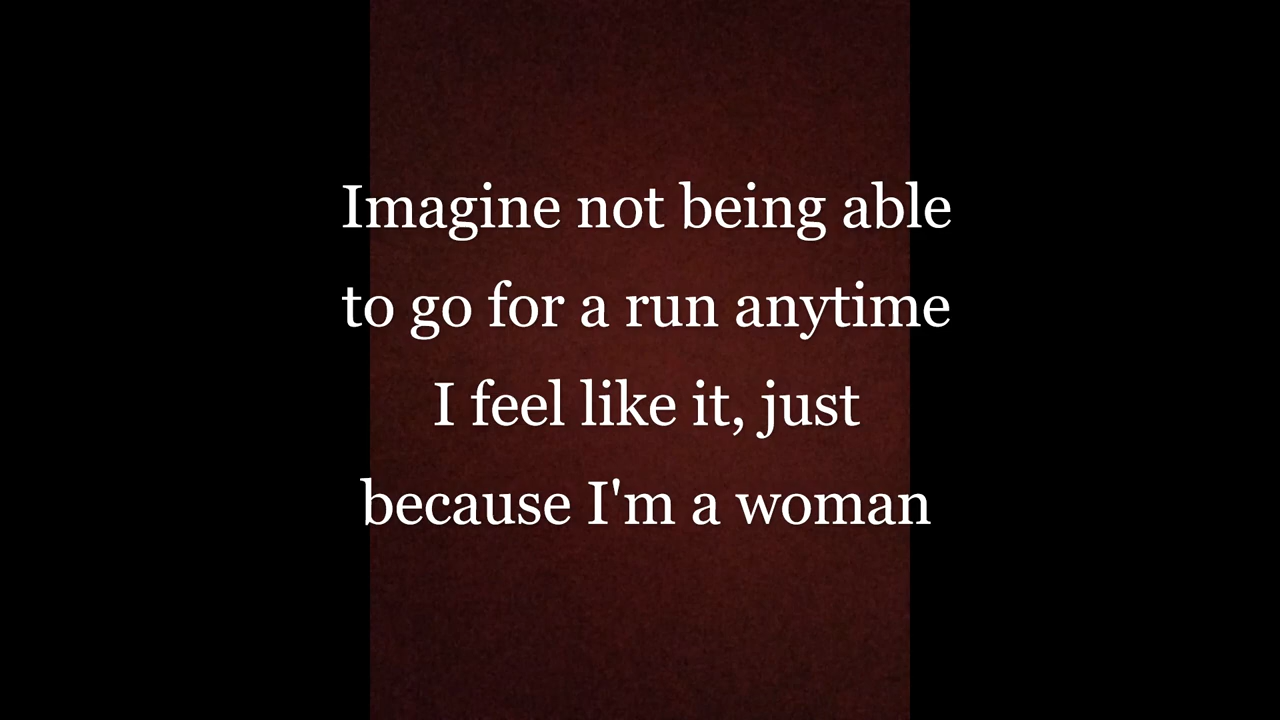 Imagine not being able
to go for a run anytime
I feel like it, just
because I'm a woman